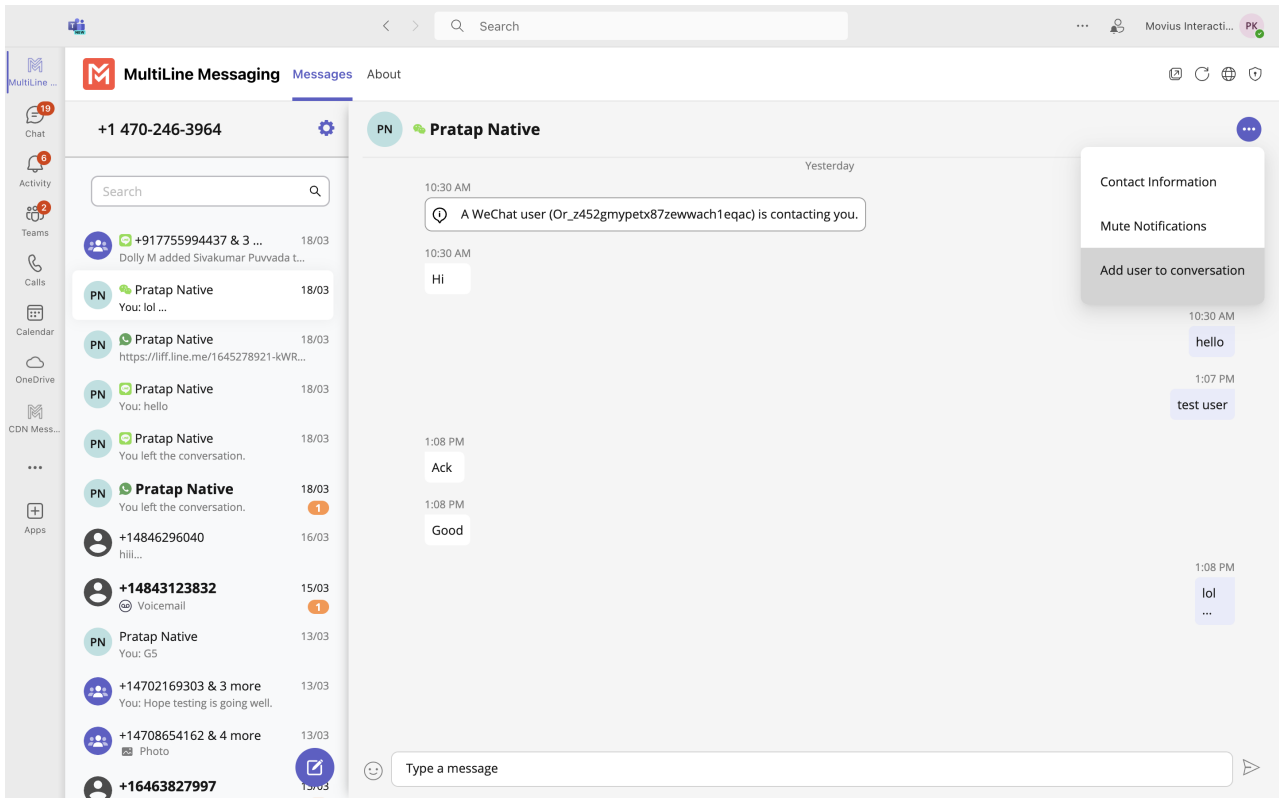 NEW
Search
Movius Interacti...
PK
MultiLine ...
19
Chat
6
Activity
2
Teams
Calls
Calendar
OneDrive
CDN Mess...
Apps
MultiLine Messaging
Messages
About
+1 470-246-3964
Search
+917755994437 & 3 ...
18/03
Dolly M added Sivakumar Puvvada t...
PN
Pratap Native
18/03
You: lol ...
PN
Pratap Native
18/03
https://liff.line.me/1645278921-kWR...
PN
Pratap Native
18/03
You: hello
PN
Pratap Native
18/03
You left the conversation.
PN
Pratap Native
18/03
You left the conversation.
1
+14846296040
16/03
hiii...
+14843123832
15/03
Voicemail
1
PN
Pratap Native
13/03
You: G5
+14702169303 & 3 more
13/03
You: Hope testing is going well.
+14708654162 & 4 more
13/03
Photo
+16463827997
13/03
PN
Pratap Native
Contact Information
Mute Notifications
Add user to conversation
Yesterday
10:30 AM
A WeChat user (Or_z452gmypetx87zewwach1eqac) is contacting you.
10:30 AM
Hi
10:30 AM
hello
1:07 PM
test user
1:08 PM
Ack
1:08 PM
Good
1:08 PM
lol
...
Type a message